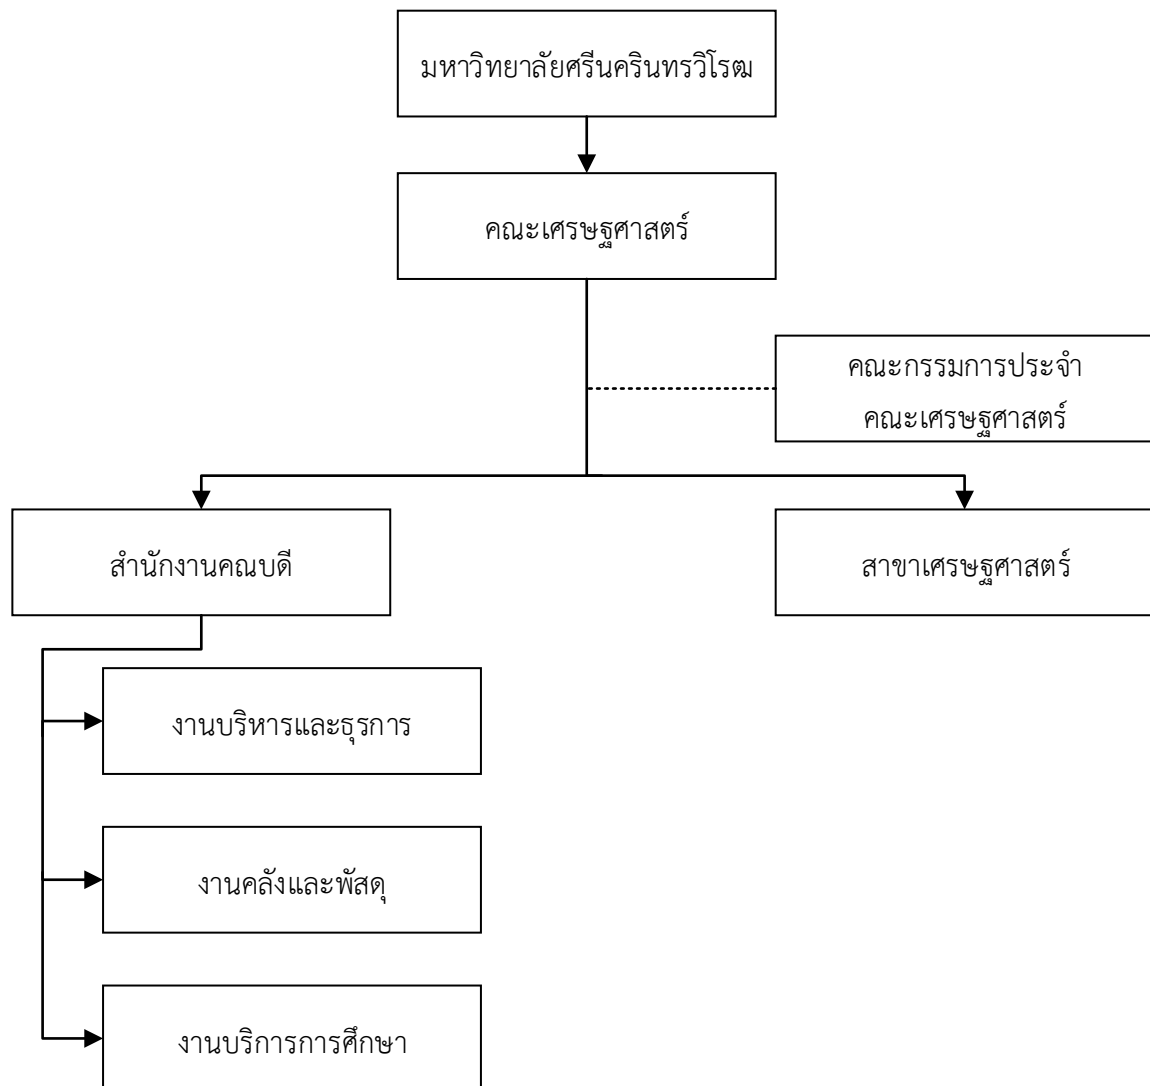 มหาวิทยาลัยศรีนครินทรวิโรฒ
คณะเศรษฐศาสตร์
คณะกรรมการประจำ
คณะเศรษฐศาสตร์
สำนักงานคณบดี
สาขาเศรษฐศาสตร์
งานบริหารและธุรการ
งานคลังและพัสดุ
งานบริการการศึกษา